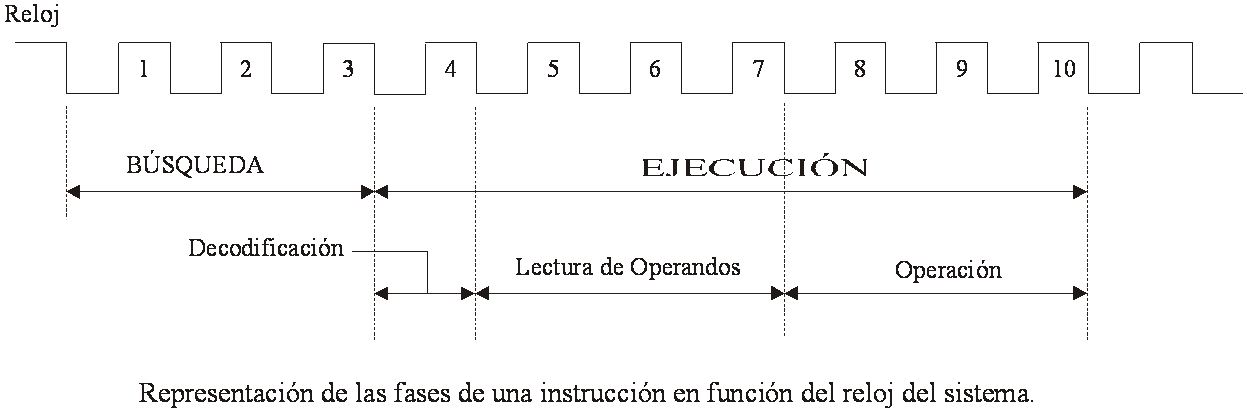 Reloj
1 2 3 4 5 6 7 8 9 10
BÚSQUEDA EJECUCIÓN
Decodificación
Lectura de Operandos Operación
Representación de las fases de una instrucción en función del reloj del sistema.